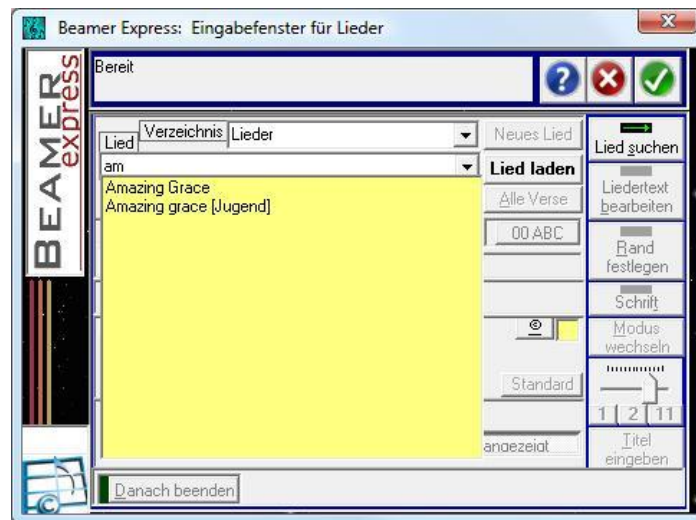 Beamer Express: Eingabefenster für Lieder
BEAMER
express
Bereit
?
Lied
Verzeichnis
Lieder
Neues Lied
Lied suchen
am
Lied laden
Amazing Grace
Amazing grace [Jugend]
Alle Verse
Liedertext
bearbeiten
00 ABC
Rand
festlegen
Schrift
©
Modus
wechseln
Standard
1 2 11
angezeigt
Titel
eingeben
Danach beenden
©